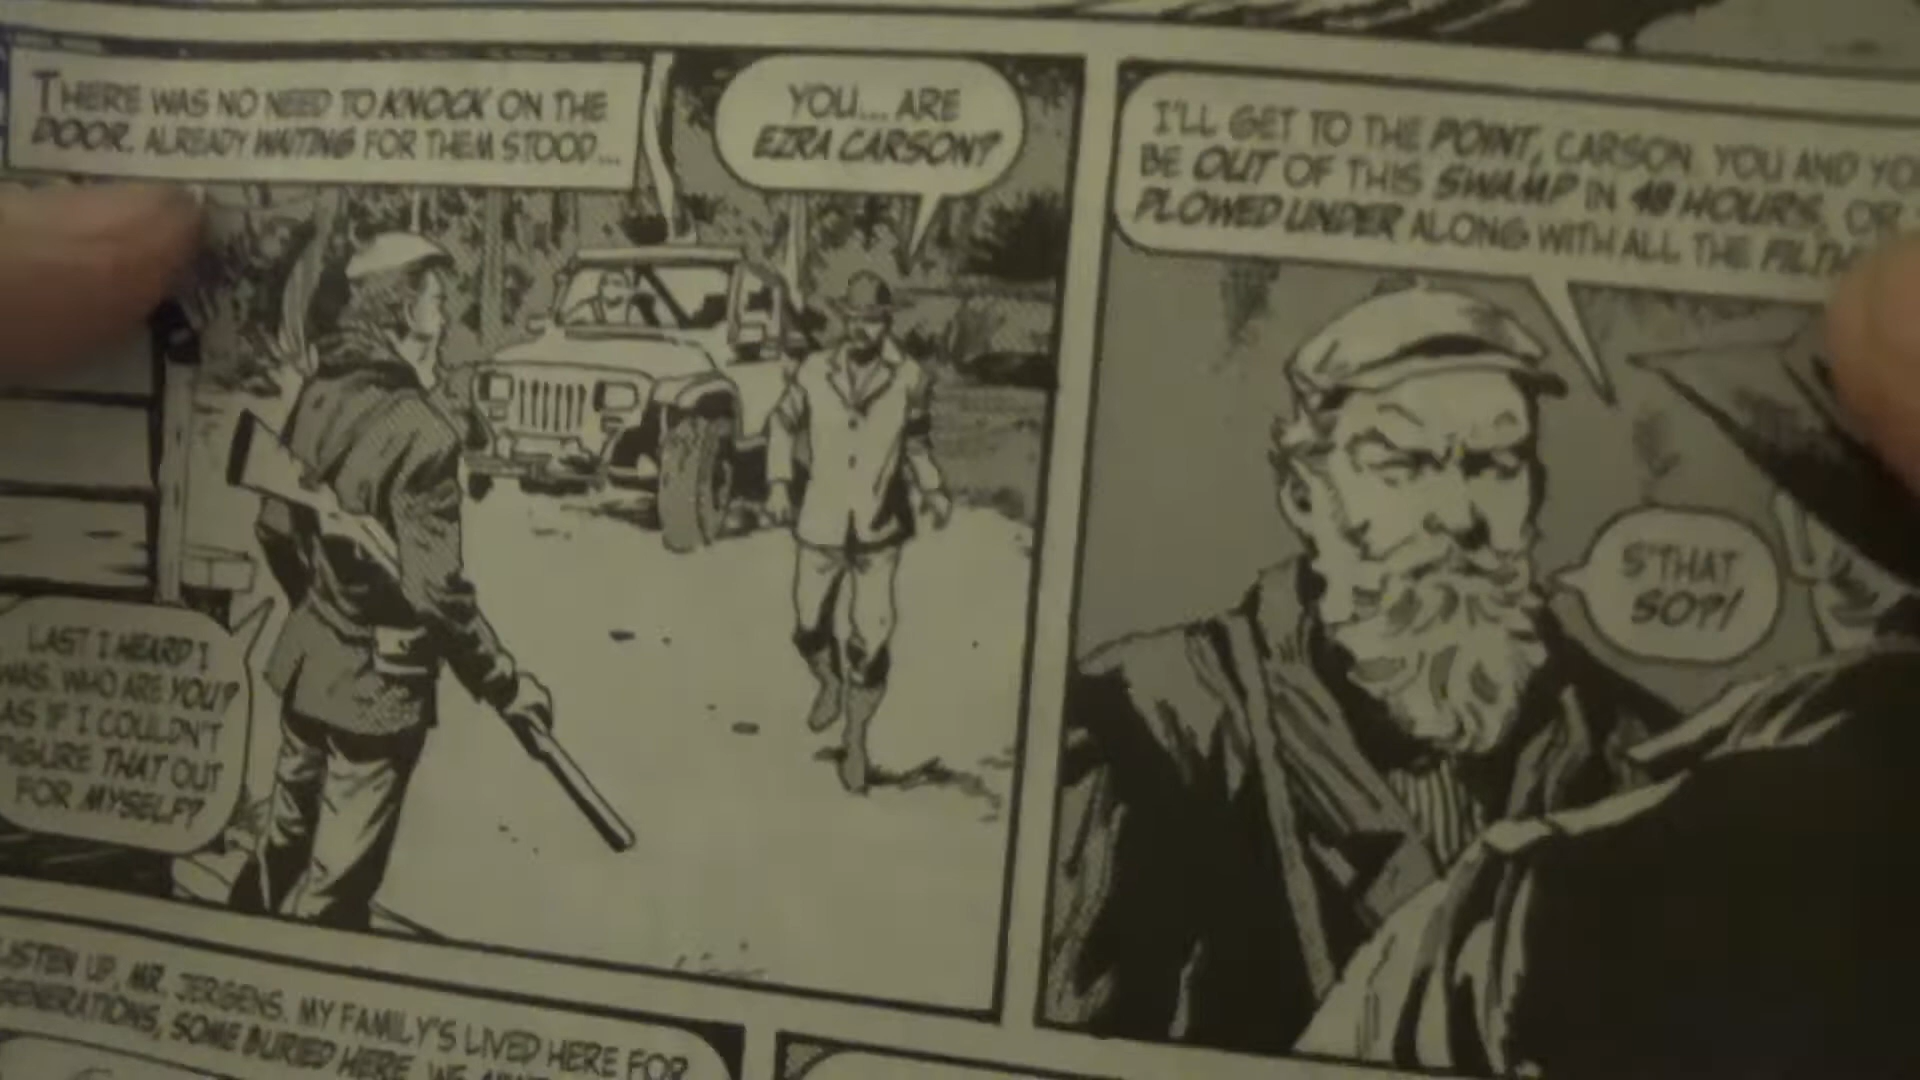 THERE WAS NO NEED TO KNOCK ON THE
DOOR. ALREADY WAITING FOR THEM STOOD...
YOU... ARE
EZRA CARSON?
LAST I HEARD I
WAS. WHO ARE YOU?
AS IF I COULDN'T
FIGURE THAT OUT
FOR MYSELF?
I'LL GET TO THE POINT, CARSON. YOU AND
BE OUT OF THIS SWAMP IN 48 HOURS, OR
PLOWED UNDER ALONG WITH ALL THE
S'THAT
SO?!
LISTEN UP, MR. JERGENS. MY FAMILY'S LIVED HERE FOR
GENERATIONS, SOME BURIED HERE. WE